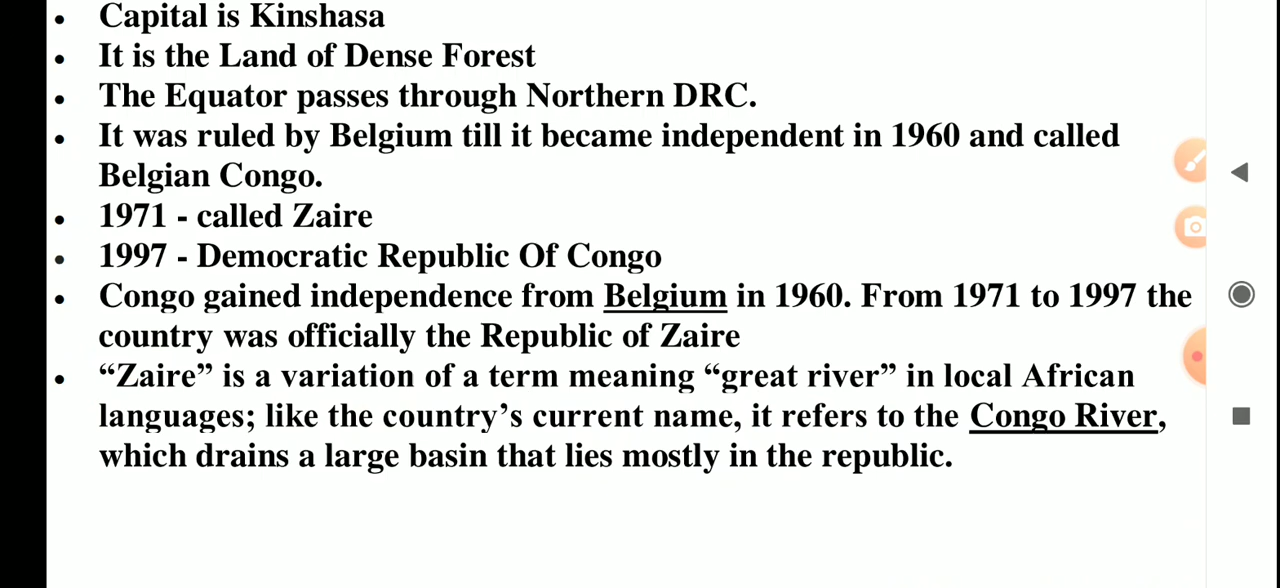 • Capital is Kinshasa
• It is the Land of Dense Forest
• The Equator passes through Northern DRC.
• It was ruled by Belgium till it became independent in 1960 and called
Belgian Congo.
• 1971 - called Zaire
• 1997 - Democratic Republic Of Congo
• Congo gained independence from Belgium in 1960. From 1971 to 1997 the
country was officially the Republic of Zaire
• “Zaire” is a variation of a term meaning “great river” in local African
languages; like the country’s current name, it refers to the Congo River,
which drains a large basin that lies mostly in the republic.